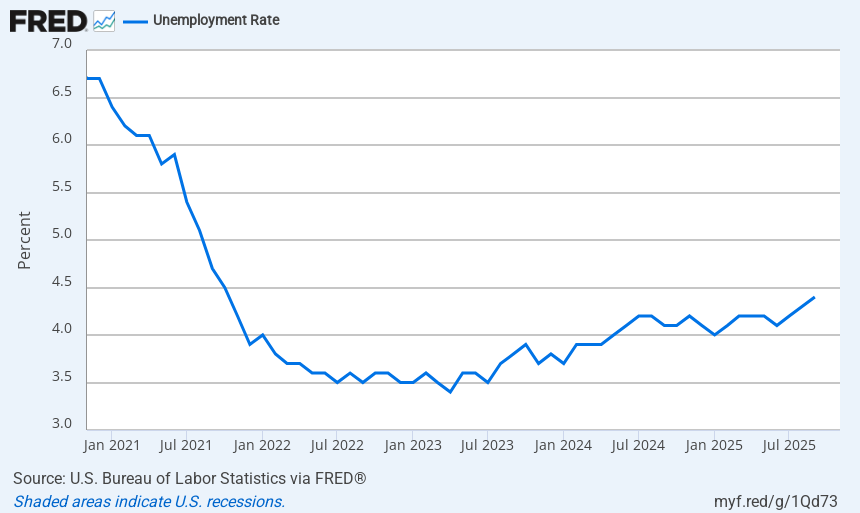 FRED® Unemployment Rate
7.0
6.5
6.0
5.5
5.0
4.5
4.0
3.5
3.0
Percent
Jan 2021 Jul 2021 Jan 2022 Jul 2022 Jan 2023 Jul 2023 Jan 2024 Jul 2024 Jan 2025 Jul 2025
Source: U.S. Bureau of Labor Statistics via FRED®
Shaded areas indicate U.S. recessions.
myf.red/g/1Qd73